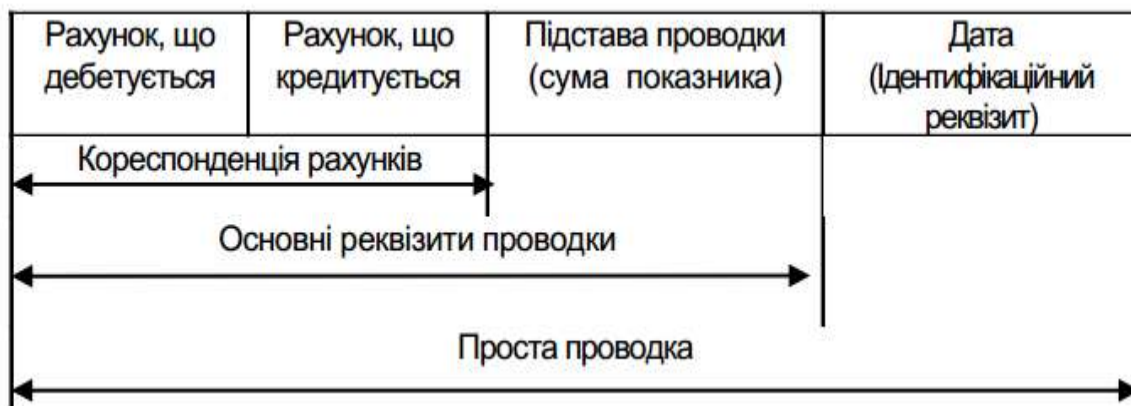 Рахунок, що
дебетується
Рахунок, що
кредитується
Підстава проводки
(сума показника)
Дата
(Ідентифікаційний
реквізит)
Кореспонденція рахунків
Основні реквізити проводки
Проста проводка